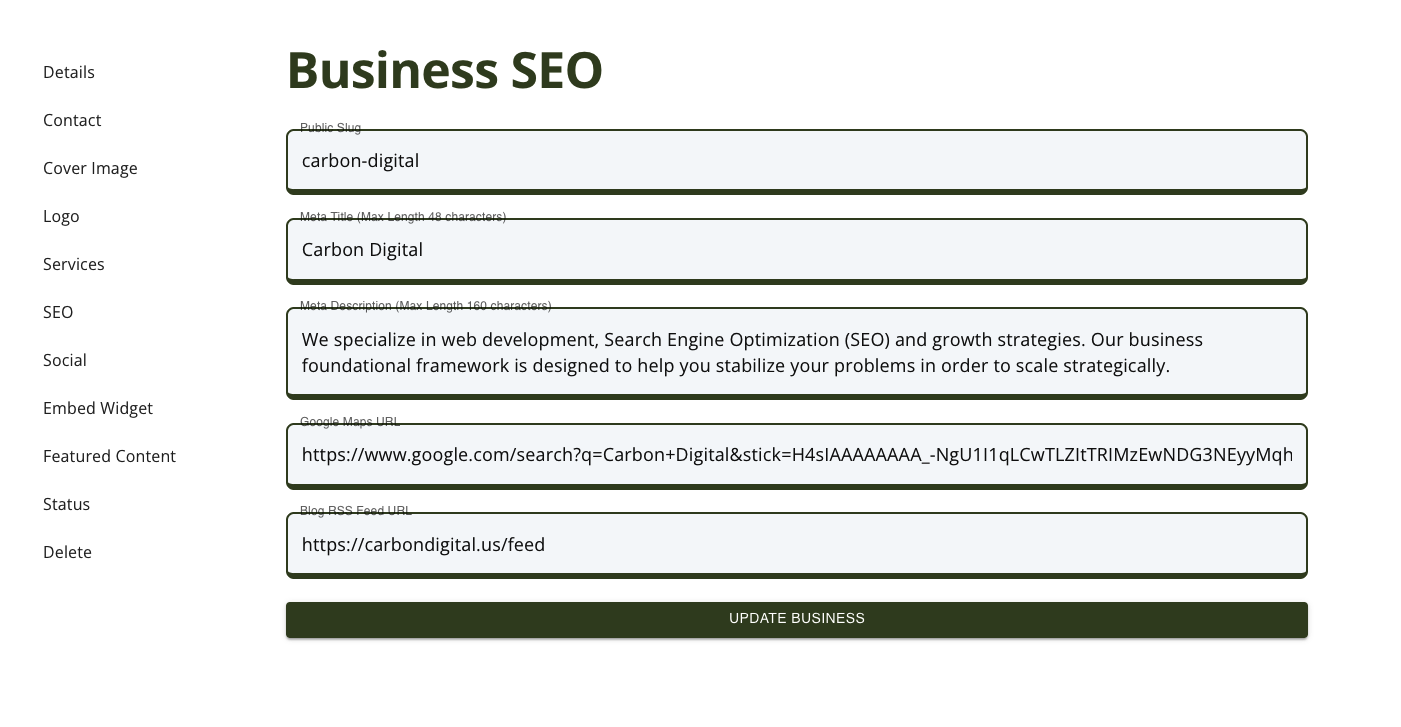 Details
Contact
Cover Image
Logo
Services
SEO
Social
Embed Widget
Featured Content
Status
Delete
Business SEO
Public Slug
carbon-digital
Meta Title (Max Length 48 characters)
Carbon Digital
Meta Description (Max Length 160 characters)
We specialize in web development, Search Engine Optimization (SEO) and growth strategies. Our business
foundational framework is designed to help you stabilize your problems in order to scale strategically.
Google Maps URL
https://www.google.com/search?q=Carbon+Digital&stick=H4sIAAAAAAAA_-NgU1I1qLCwTLZItTRIMzEwNDG3NEyyMqh
Blog RSS Feed URL
https://carbondigital.us/feed
UPDATE BUSINESS